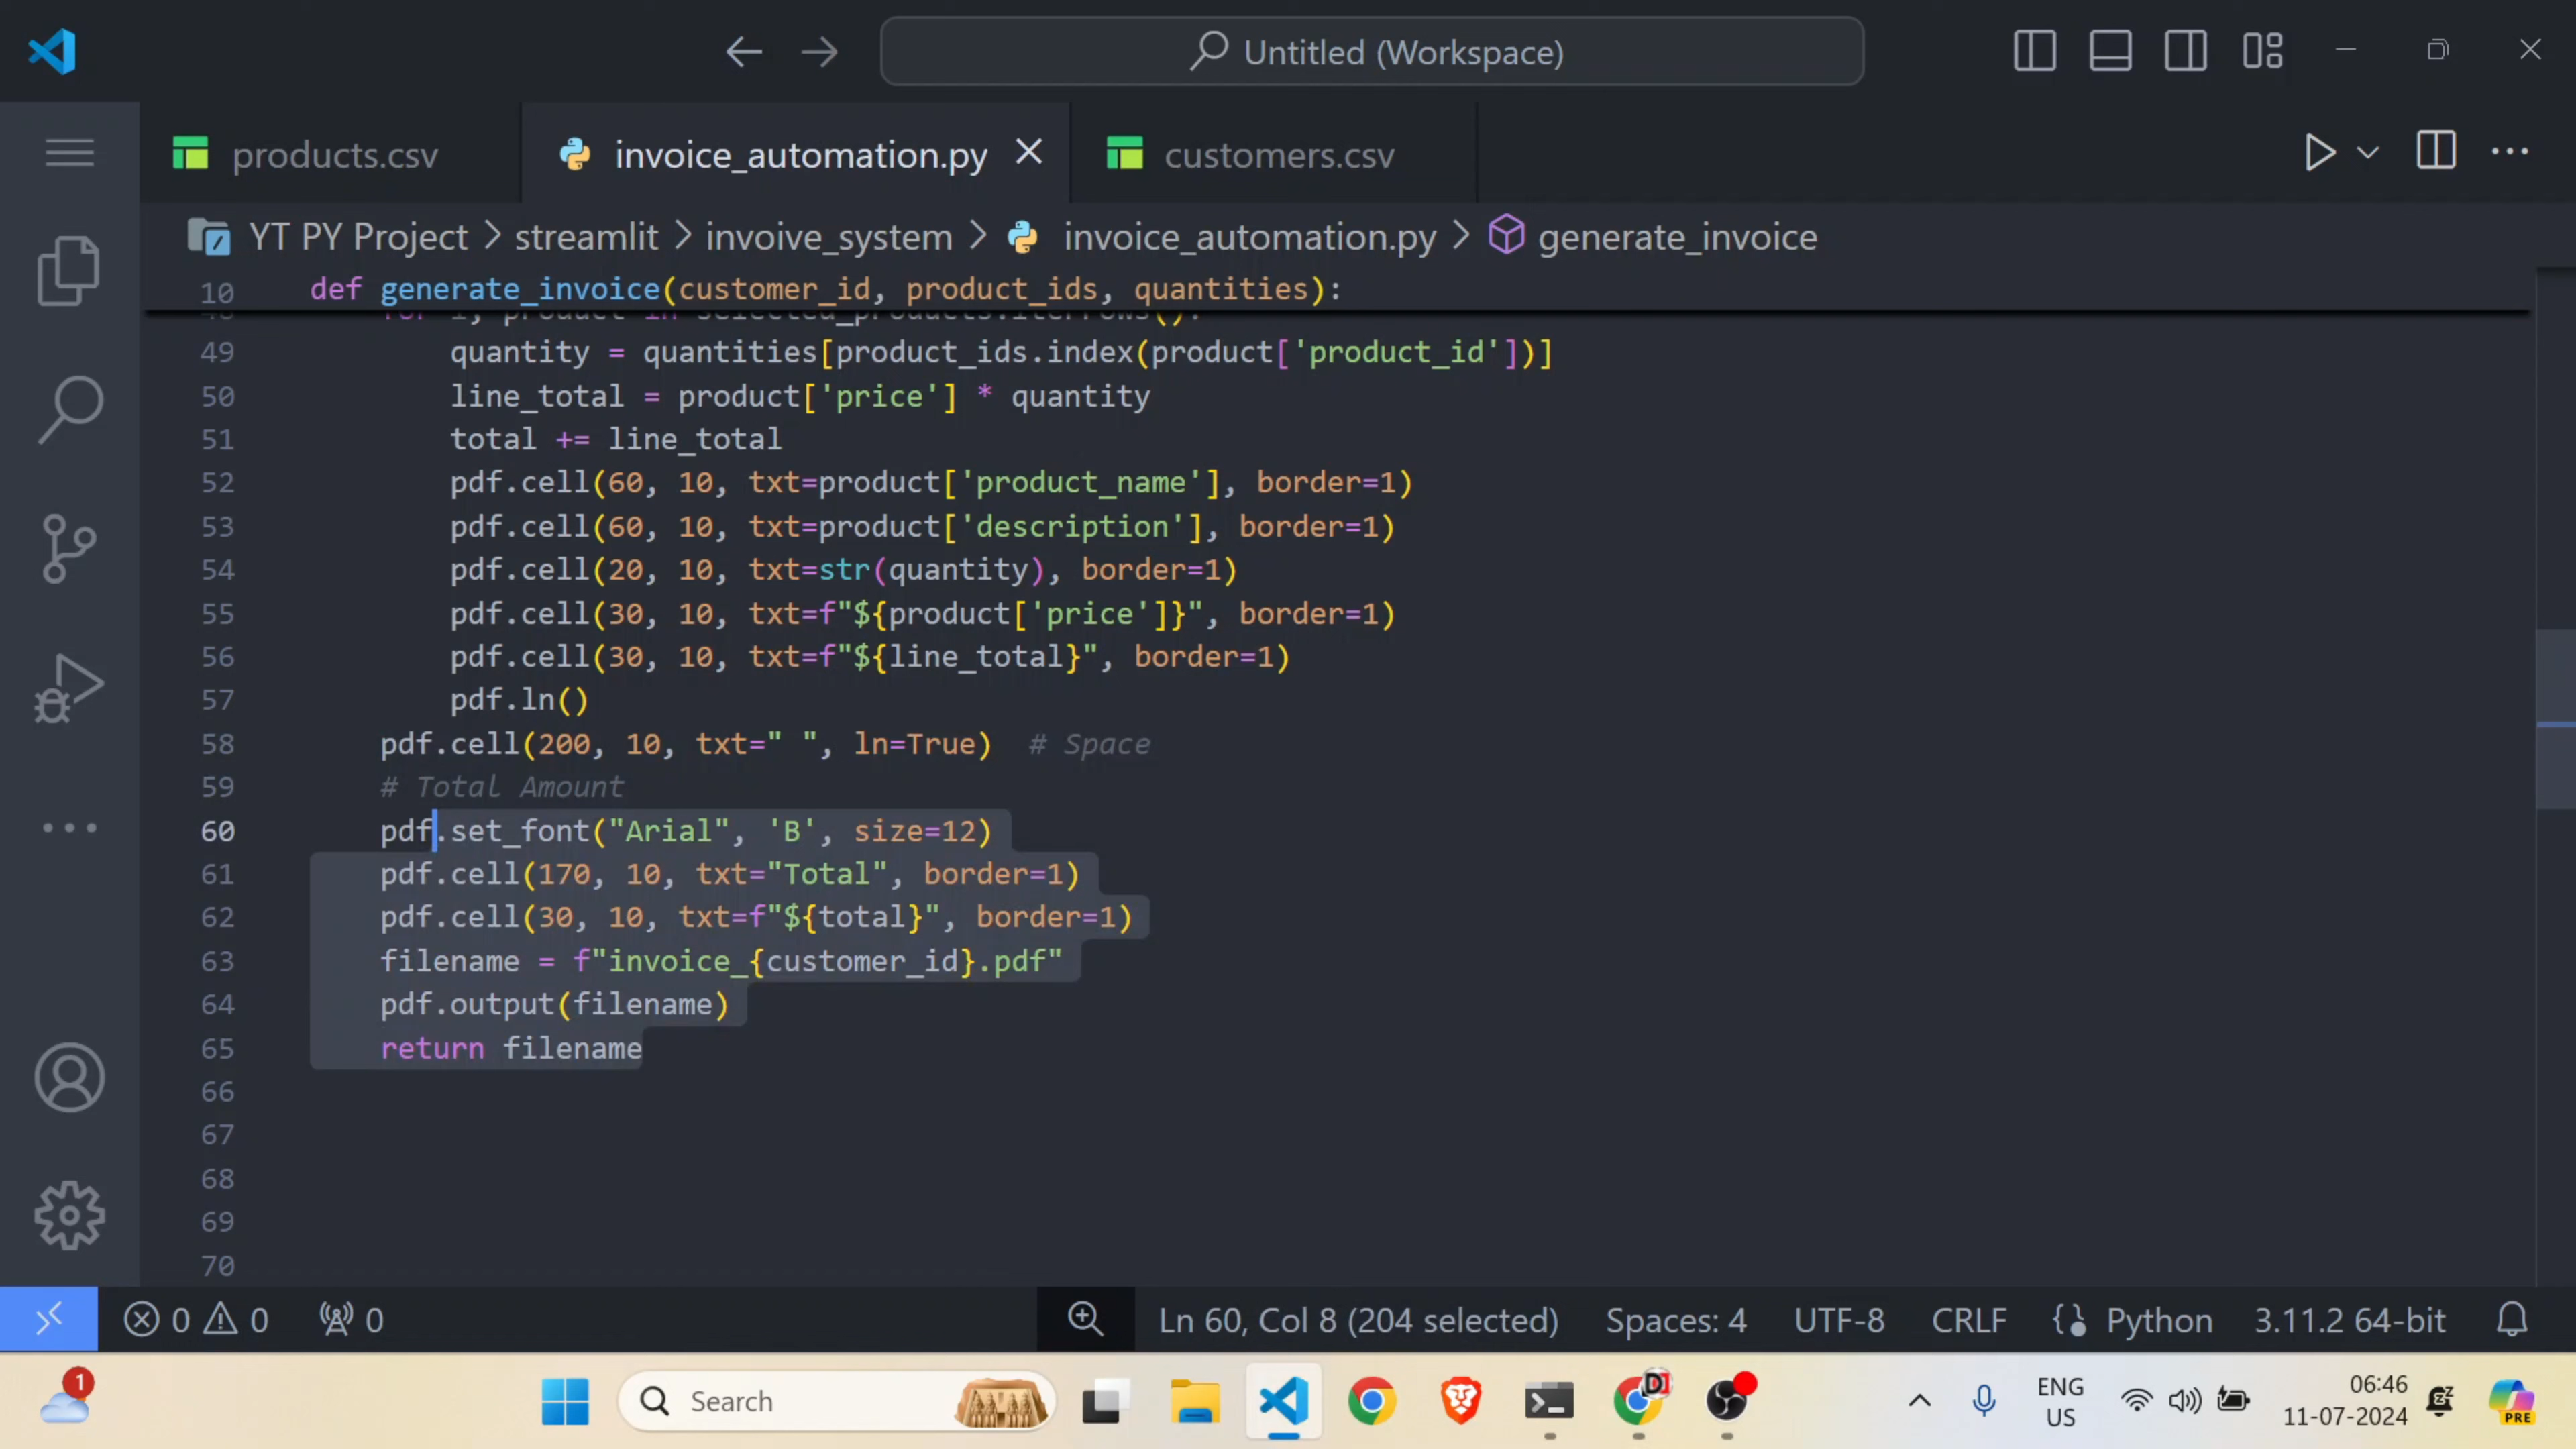 Untitled (Workspace)
products.csv
invoice_automation.py
customers.csv
YT PY Project > streamlit > invoive_system > invoice_automation.py > generate_invoice
10 def generate_invoice(customer_id, product_ids, quantities):
48 for i, product in selected_products.iterrows():
49 quantity = quantities[product_ids.index(product['product_id'])]
50 line_total = product['price'] * quantity
51 total += line_total
52 pdf.cell(60, 10, txt=product['product_name'], border=1)
53 pdf.cell(60, 10, txt=product['description'], border=1)
54 pdf.cell(20, 10, txt=str(quantity), border=1)
55 pdf.cell(30, 10, txt=f"${product['price']}", border=1)
56 pdf.cell(30, 10, txt=f"${line_total}", border=1)
57 pdf.ln()
58 pdf.cell(200, 10, txt=" ", ln=True)  # Space
59 # Total Amount
60 pdf.set_font("Arial", 'B', size=12)
61 pdf.cell(170, 10, txt="Total", border=1)
62 pdf.cell(30, 10, txt=f"${total}", border=1)
63 filename = f"invoice_{customer_id}.pdf"
64 pdf.output(filename)
65 return filename
66
67
68
69
70
0 0 0 Ln 60, Col 8 (204 selected) Spaces: 4 UTF-8 CRLF Python 3.11.2 64-bit
1
Search
ENG
US
06:46
11-07-2024
PRE